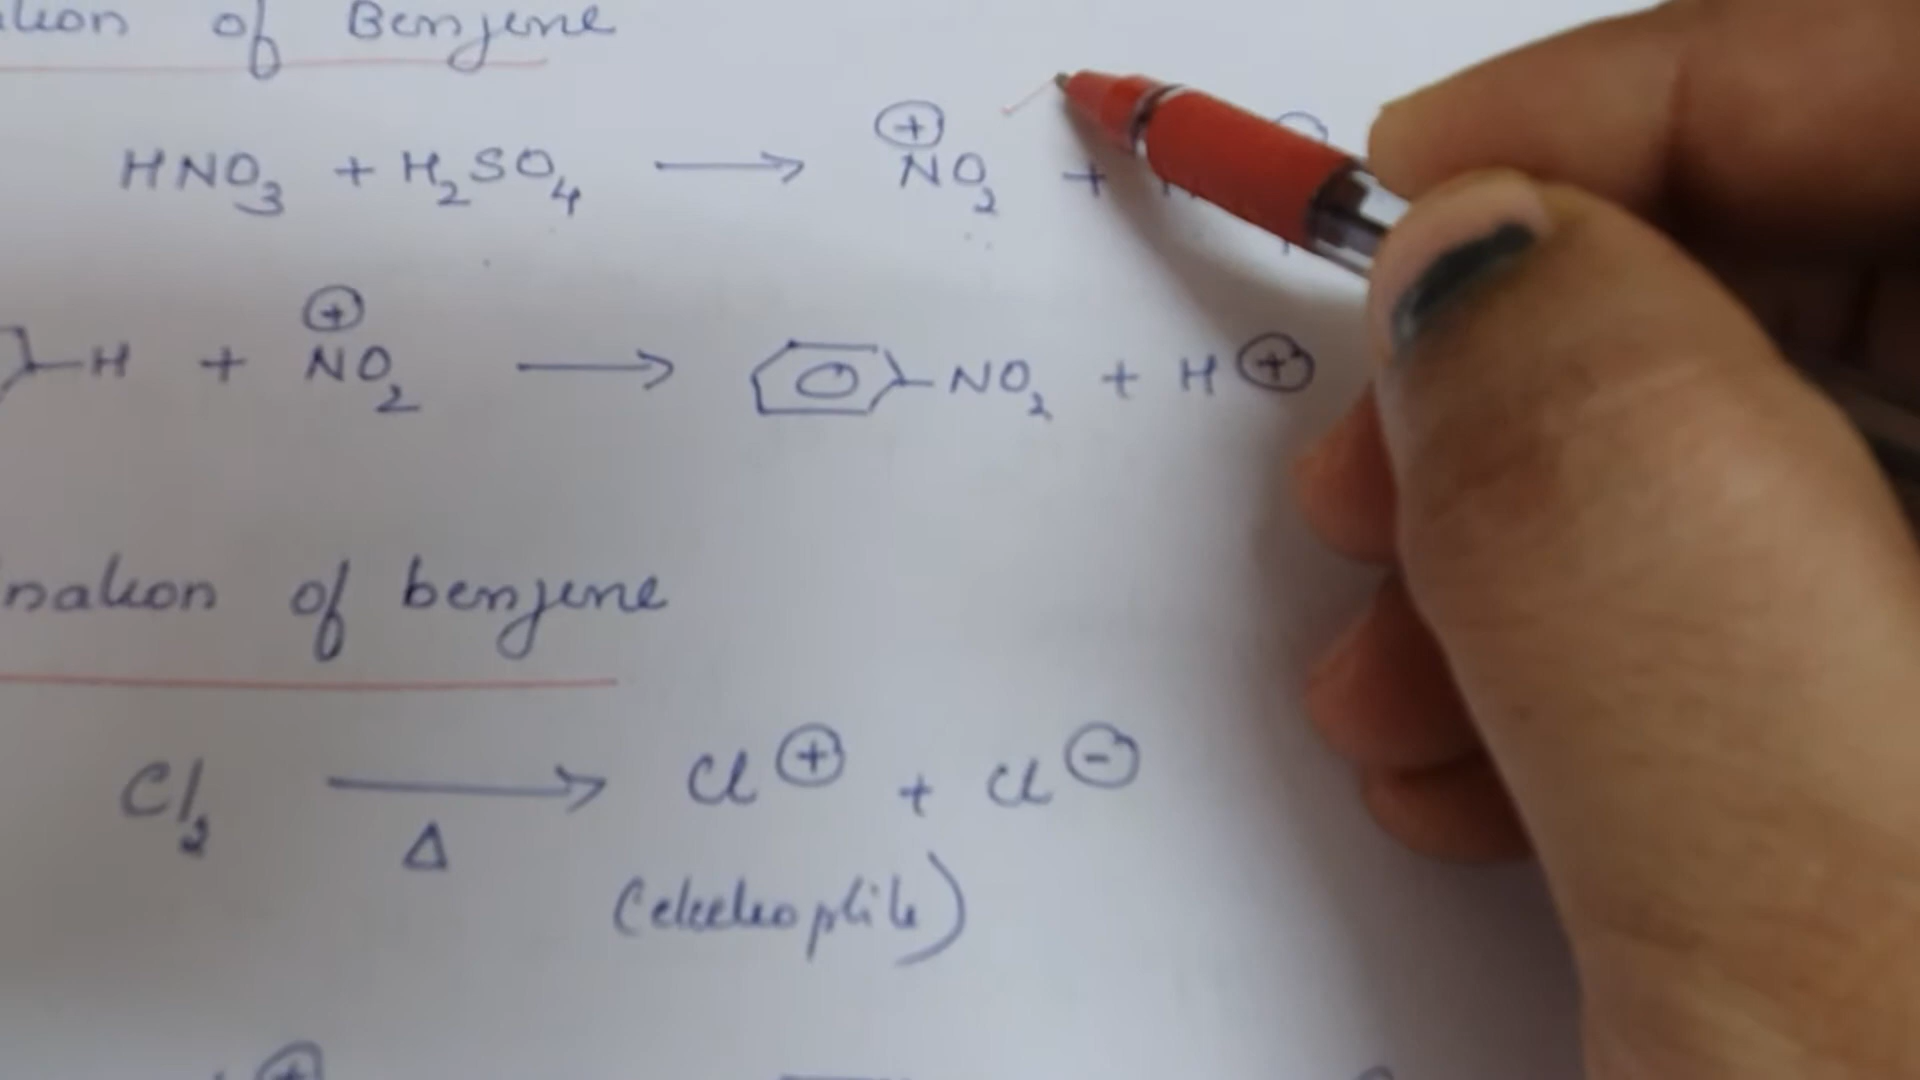 of Benzene
HNO₃ + H₂SO₄ ⟶ ⊕NO₂ +
H + ⊕NO₂ ⟶ NO₂ + H⊕
of benzene
Cl₂ ⟶ Cl⊕ + Cl⊖
Δ
(electrophile)